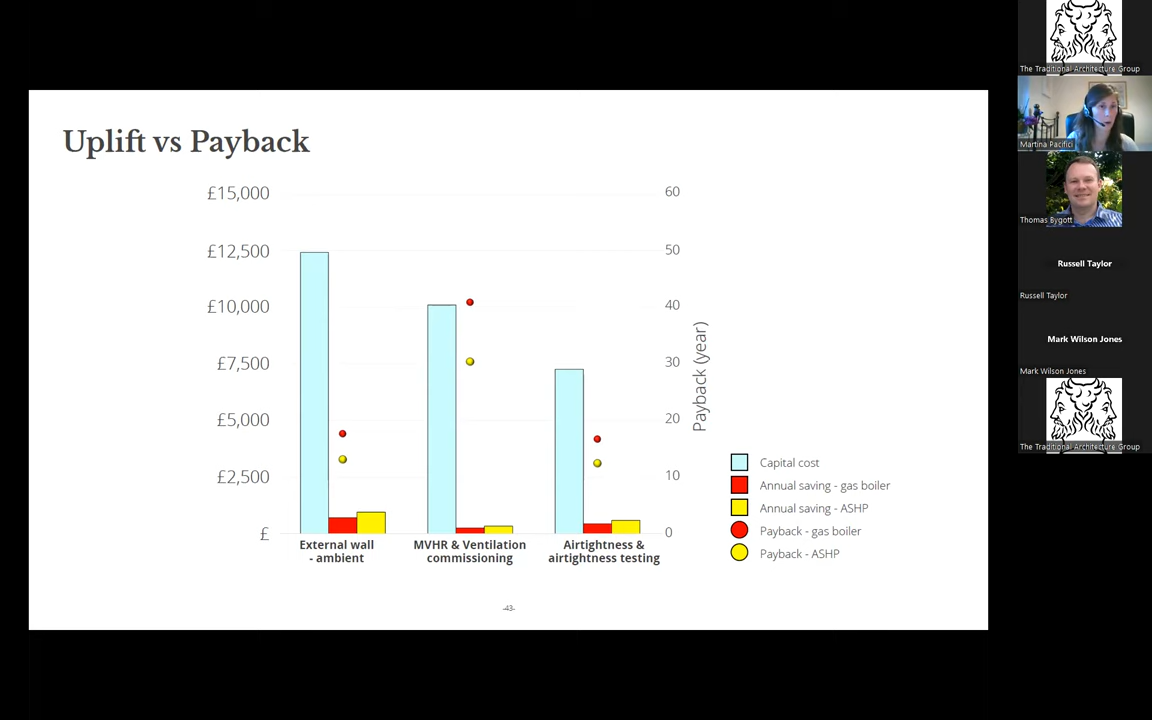 Uplift vs Payback
£15,000
£12,500
£10,000
£7,500
£5,000
£2,500
£
60
50
40
30
20
10
0
Payback (year)
External wall
- ambient
MVHR & Ventilation
commissioning
Airtightness &
airtightness testing
Capital cost
Annual saving - gas boiler
Annual saving - ASHP
Payback - gas boiler
Payback - ASHP
-43-
The Traditional Architecture Group
Martina Pacifici
Thomas Bygott
Russell Taylor
Russell Taylor
Mark Wilson Jones
Mark Wilson Jones
The Traditional Architecture Group